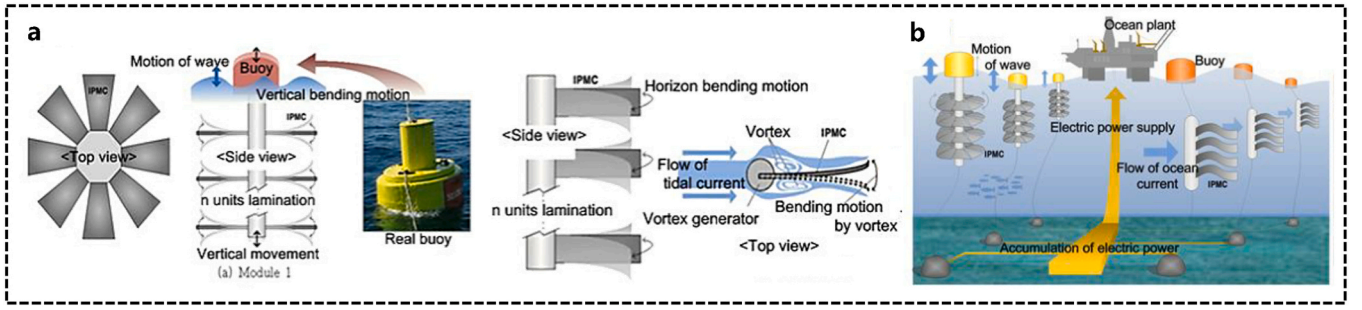 a
Motion of wave
Buoy
Vertical bending motion
IPMC
<Top view>
IPMC
<Side view>
n units lamination
Vertical movement
(a) Module 1
Real buoy
IPMC
Horizon bending motion
<Side view>
n units lamination
Vortex
IPMC
Flow of
tidal current
Vortex generator
Bending motion
by vortex
<Top view>
b
Ocean plant
Motion
of wave
Buoy
Electric power supply
IPMC
Flow of ocean
current
IPMC
Accumulation of electric power